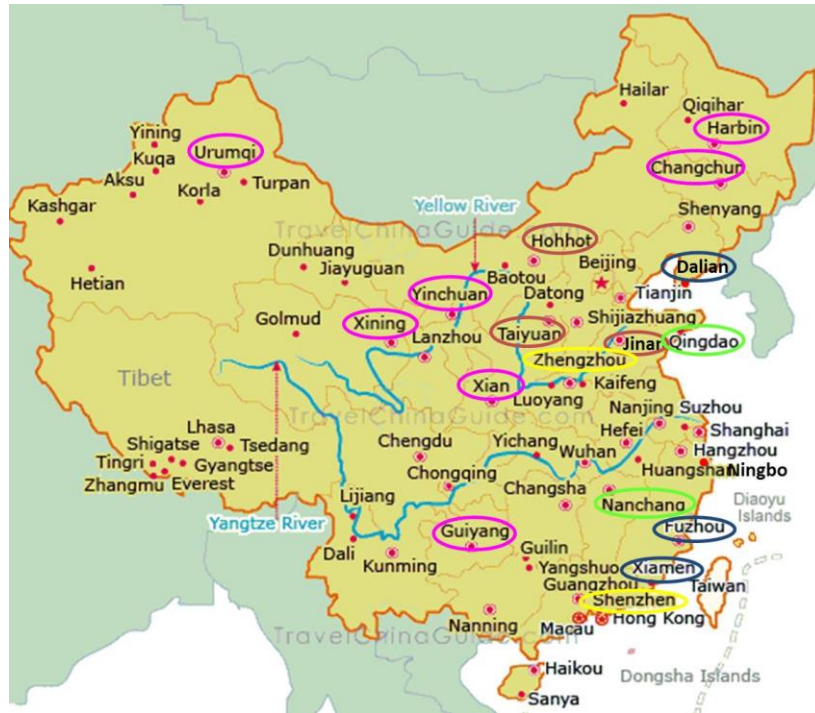 Hailar
Qiqihar
Harbin
Yining
Urumqi
Kuqa
Changchun
Aksu
Korla
Turpan
Kashgar
Yellow River
Shenyang
TravelChinaGuide.com
Hohhot
Dunhuang
Beijing
Dalian
Jiayuguan
Baotou
Hetian
Yinchuan
Datong
Tianjin
Golmud
Xining
Taiyuan
Shijiazhuang
Lanzhou
Jinan
Qingdao
Zhengzhou
Tibet
Xian
Kaifeng
Luoyang
TravelChinaGuide.com
Nanjing
Suzhou
Lhasa
Hefei
Shanghai
Shigatse
Tsedang
Chengdu
Yichang
Wuhan
Hangzhou
Tingri
Gyangtse
Chongqing
Huangshan
Ningbo
Zhangmu
Everest
Changsha
Lijiang
Nanchang
Diaoyu
Islands
Yangtze River
Guiyang
Fuzhou
Dali
Kunming
Guilin
Yangshuo
Xiamen
Guangzhou
Taiwan
Shenzhen
Nanning
Macau
Hong Kong
TravelChinaGuide.com
Haikou
Dongsha Islands
Sanya